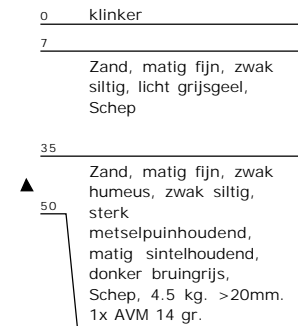 0 klinker
7
Zand, matig fijn, zwak
siltig, licht grijsgeel,
Schep
35
Zand, matig fijn, zwak
humeus, zwak siltig,
50 sterk
metselpuinhoudend,
matig sintelhoudend,
donker bruingrijs,
Schep, 4.5 kg. >20mm.
1x AVM 14 gr.